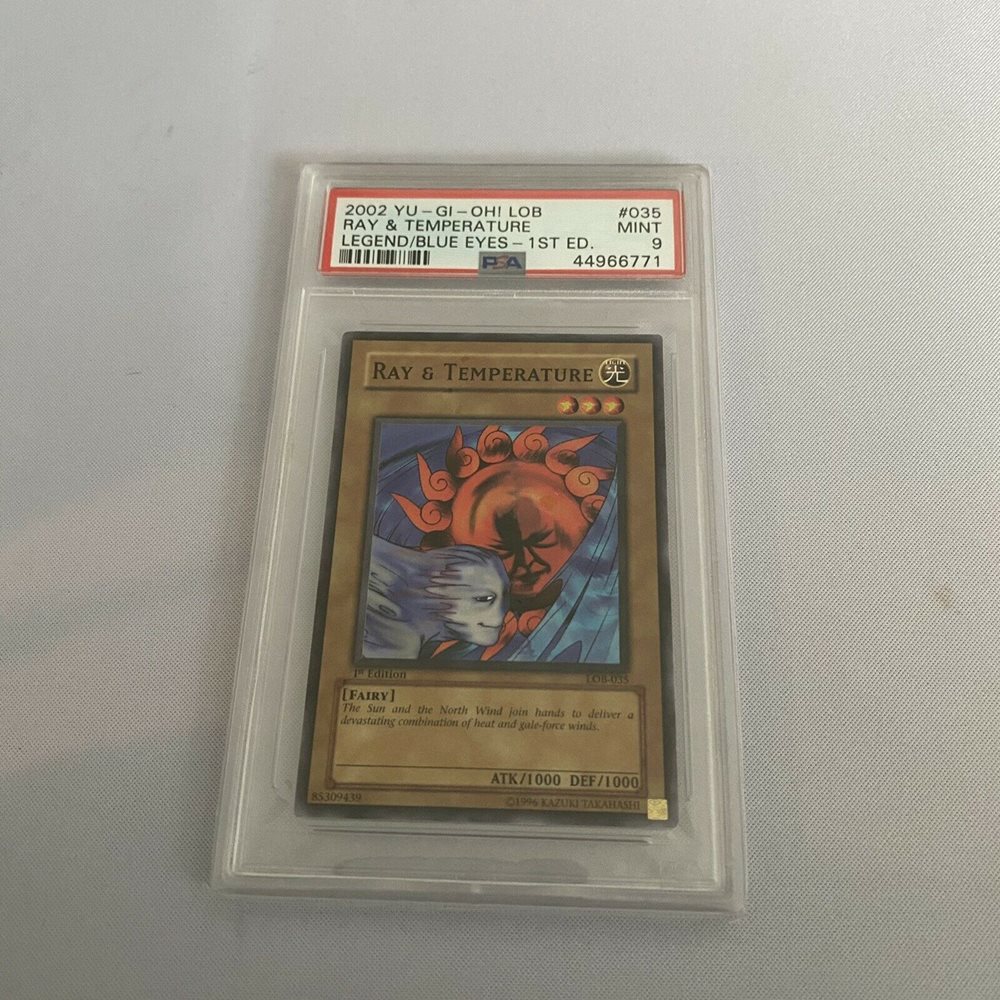 2002 YU-GI-OH! LOB #035
RAY & TEMPERATURE MINT
LEGEND/BLUE EYES-1ST ED. 9
PSA 44966771
RAY & TEMPERATURE
LIGHT
光
1st Edition LOB-035
[FAIRY]
The Sun and the North Wind join hands to deliver a
devastating combination of heat and gale-force winds.
ATK/1000 DEF/1000
85309439 ©1996 KAZUKI TAKAHASHI